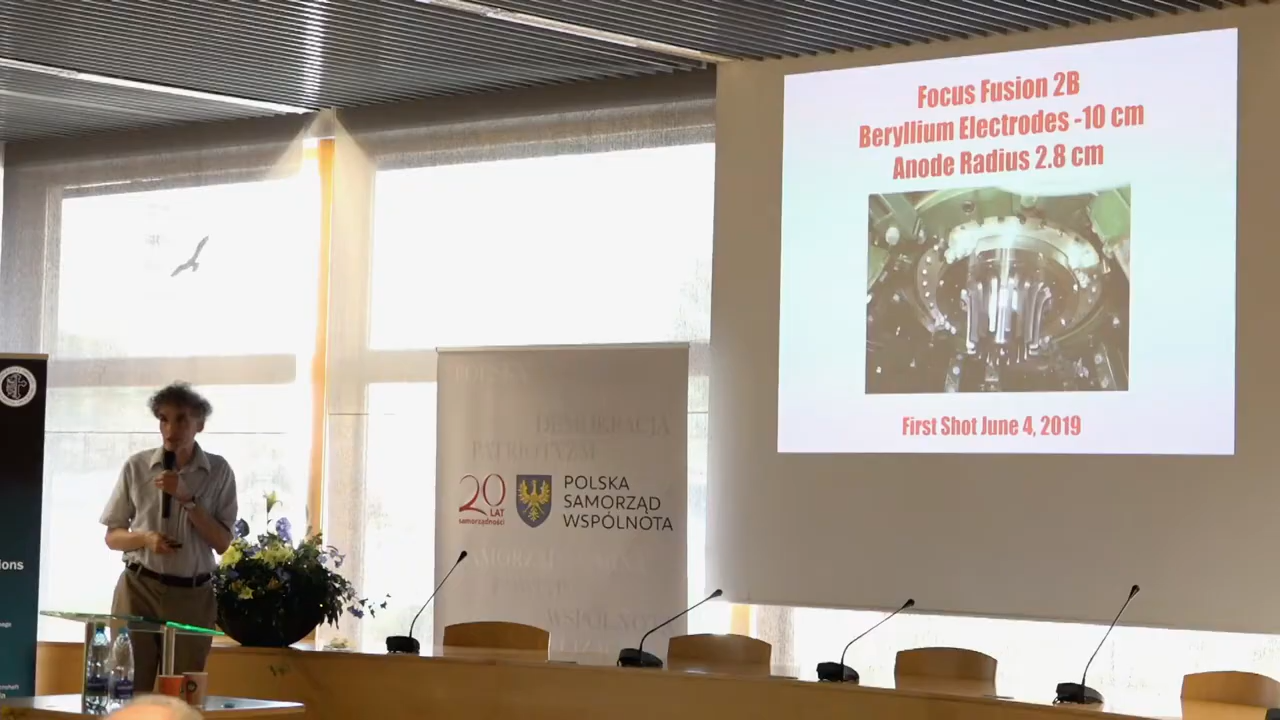 Focus Fusion 2B
Beryllium Electrodes -10 cm
Anode Radius 2.8 cm
First Shot June 4, 2019
DEMOKRACJA
PATRIOTYZM
20
LAT
samorządności
POLSKA
SAMORZĄD
WSPÓLNOTA
WSPÓLNOTA
ions